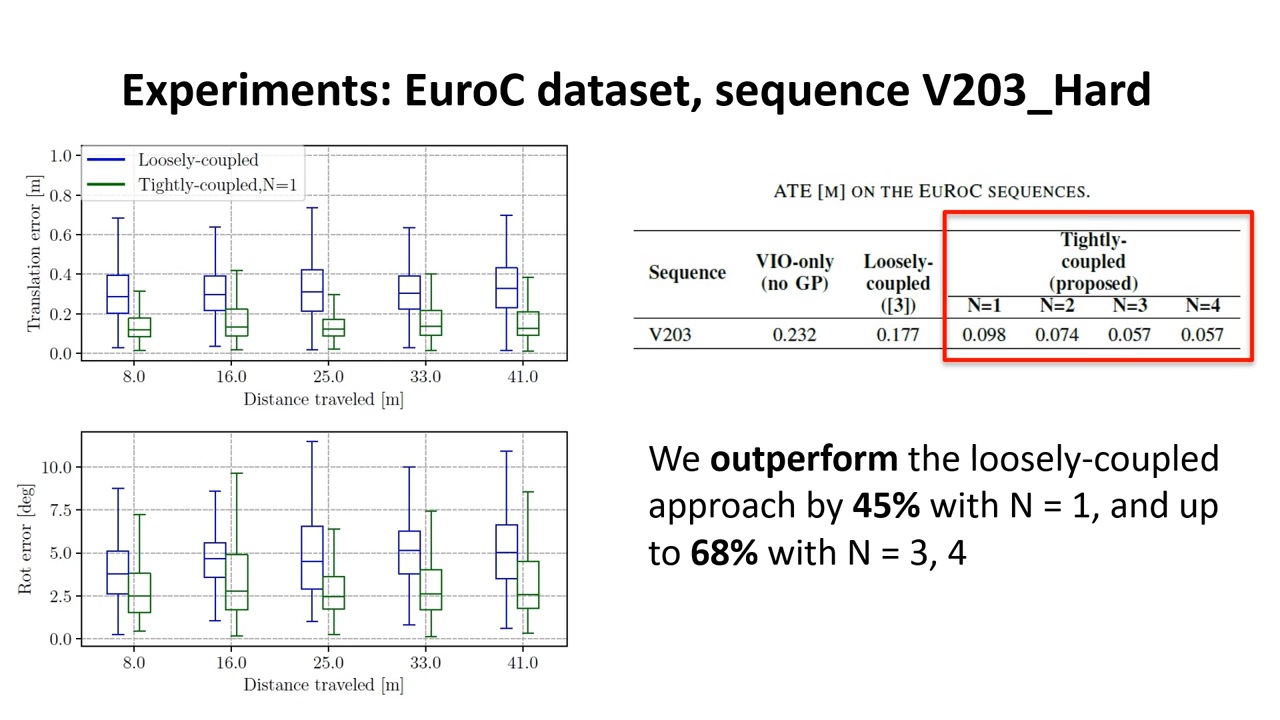 Experiments: EuroC dataset, sequence V203_Hard
Loosely-coupled
Tightly-coupled,N=1
Translation error [m]
1.0
0.8
0.6
0.4
0.2
0.0
8.0 16.0 25.0 33.0 41.0
Distance traveled [m]
Rot error [deg]
10.0
7.5
5.0
2.5
0.0
8.0 16.0 25.0 33.0 41.0
Distance traveled [m]
ATE [M] ON THE EUROC SEQUENCES.
Sequence
VIO-only
(no GP)
Loosely-
coupled
([3])
Tightly-
coupled
(proposed)
N=1 N=2 N=3 N=4
V203 0.232 0.177 0.098 0.074 0.057 0.057
We outperform the loosely-coupled
approach by 45% with N = 1, and up
to 68% with N = 3, 4